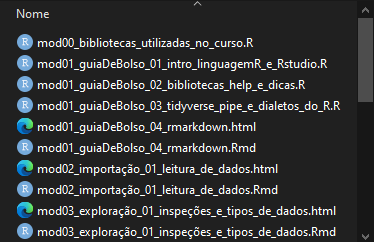 Nome
mod00_bibliotecas_utilizadas_no_curso.R
mod01_guiaDeBolso_01_intro_linguagemR_e_Rstudio.R
mod01_guiaDeBolso_02_bibliotecas_help_e_dicas.R
mod01_guiaDeBolso_03_tidyverse_pipe_e_dialetos_do_R.R
mod01_guiaDeBolso_04_rmarkdown.html
mod01_guiaDeBolso_04_rmarkdown.Rmd
mod02_importação_01_leitura_de_dados.html
mod02_importação_01_leitura_de_dados.Rmd
mod03_exploração_01_inspeções_e_tipos_de_dados.html
mod03_exploração_01_inspeções_e_tipos_de_dados.Rmd